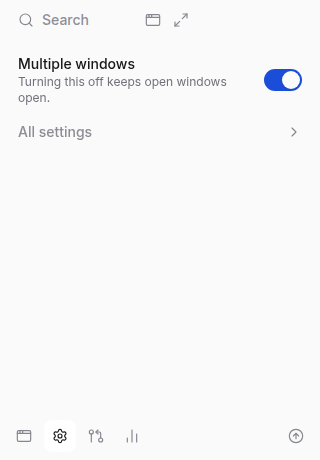 Search
Multiple windows
Turning this off keeps open windows
open.
All settings